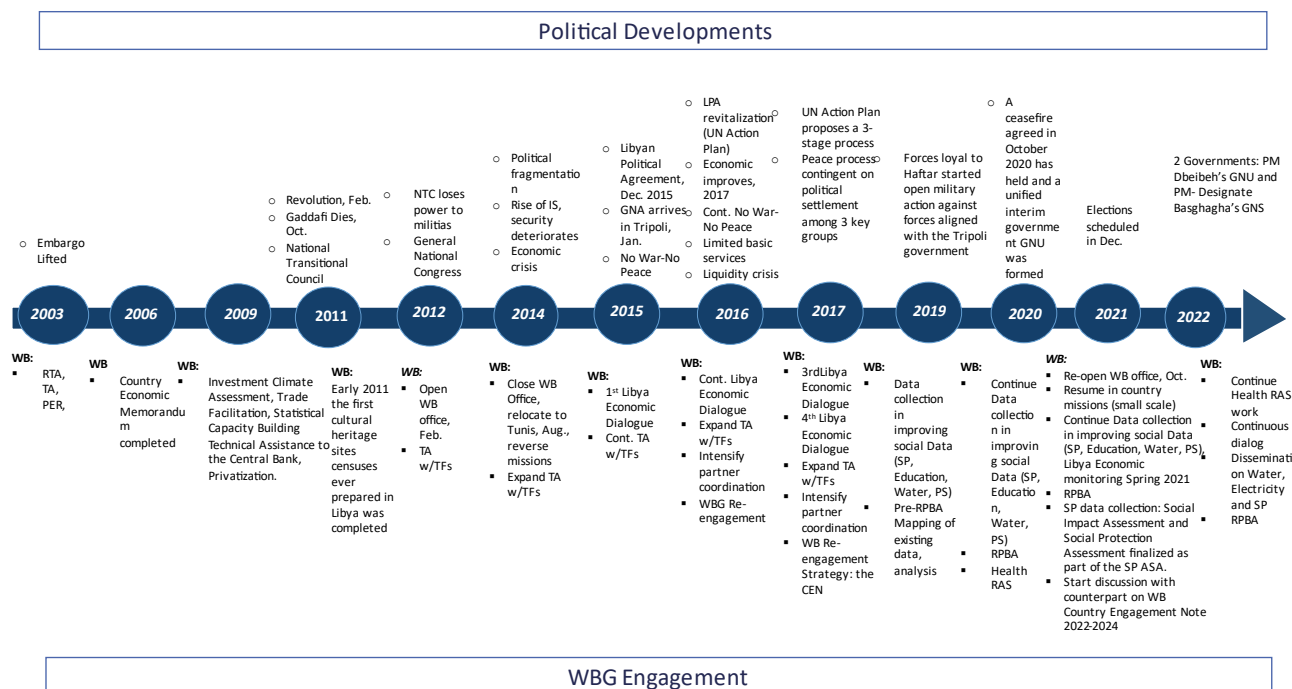 Political Developments
○ Embargo
Lifted
○ Revolution, Feb.
○ Gaddafi Dies,
Oct.
○ National
Transitional
Council
○ NTC loses
power to
militias
○ General
National
Congress
○ Political
fragmentatio
n
○ Rise of IS,
security
deteriorates
○ Economic
crisis
○ Libyan
Political
Agreement,
Dec. 2015
○ GNA arrives
in Tripoli,
Jan.
○ No War-No
Peace
○ LPA
revitalization
(UN Action
Plan)
○ Economic
improves,
2017
○ Cont. No War-
No Peace
○ Limited basic
services
○ Liquidity crisis
○ UN Action Plan
proposes a 3-
stage process
○ Peace process
contingent on
political
settlement
among 3 key
groups
○ Forces loyal to
Haftar started
open military
action against
forces aligned
with the Tripoli
government
○ A
ceasefire
agreed in
October
2020 has
held and a
unified
interim
governme
nt GNU
was
formed
Elections
scheduled
in Dec.
2 Governments: PM
Dbeibeh's GNU and
PM- Designate
Basghagha's GNS
2003
2006
2009
2011
2012
2014
2015
2016
2017
2019
2020
2021
2022
WB:
▪ RTA,
TA,
PER,
WB
▪ Country
Economic
Memorandu
m
completed
WB:
▪ Investment Climate
Assessment, Trade
Facilitation, Statistical
Capacity Building
Technical Assistance to
the Central Bank,
Privatization.
WB:
Early 2011
the first
cultural
heritage
sites
censuses
ever
prepared in
Libya was
completed
WB:
▪ Open
WB
office,
Feb.
▪ TA
w/TFs
WB:
▪ Close WB
Office,
relocate to
Tunis, Aug.,
reverse
missions
▪ Expand TA
w/TFs
WB:
▪ 1st Libya
Economic
Dialogue
▪ Cont. TA
w/TFs
WB:
▪ Cont. Libya
Economic
Dialogue
▪ Expand TA
w/TFs
▪ Intensify
partner
coordination
▪ WBG Re-
engagement
WB:
▪ 3rdLibya
Economic
Dialogue
▪ 4th Libya
Economic
Dialogue
▪ Expand TA
w/TFs
▪ Intensify
partner
coordination
▪ WB Re-
engagement
Strategy: the
CEN
WB:
▪ Data
collection
in
improving
social Data
(SP,
Education,
Water, PS)
▪ Pre-RPBA
Mapping of
existing
data,
analysis
WB:
▪ Continue
Data
collectio
n in
improvin
g social
Data (SP,
Educatio
n,
Water,
PS)
▪ RPBA
▪ Health
RAS
WB:
▪ Re-open WB office, Oct.
▪ Resume in country
missions (small scale)
▪ Continue Data collection
in improving social Data
(SP, Education, Water, PS)
▪ Libya Economic
monitoring Spring 2021
▪ RPBA
▪ SP data collection: Social
Impact Assessment and
Social Protection
Assessment finalized as
part of the SP ASA.
▪ Start discussion with
counterpart on WB
Country Engagement Note
2022-2024
WB:
▪ Continue
Health RAS
work
▪ Continuous
dialog
▪ Disseminati
on Water,
Electricity
and SP
▪ RPBA
WBG Engagement